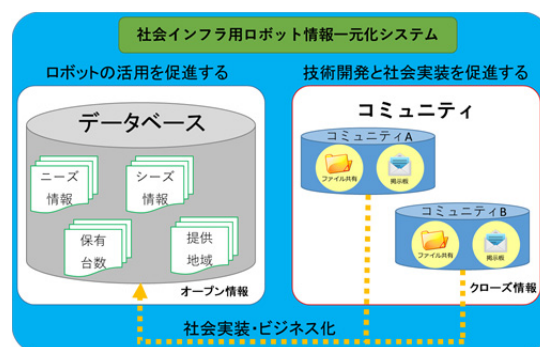 社会インフラ用ロボット情報一元化システム
ロボットの活用を促進する
データベース
ニーズ
情報
シーズ
情報
保有
台数
提供
地域
オープン情報
技術開発と社会実装を促進する
コミュニティ
コミュニティA
ファイル共有
掲示板
コミュニティB
ファイル共有
掲示板
クローズ情報
社会実装・ビジネス化